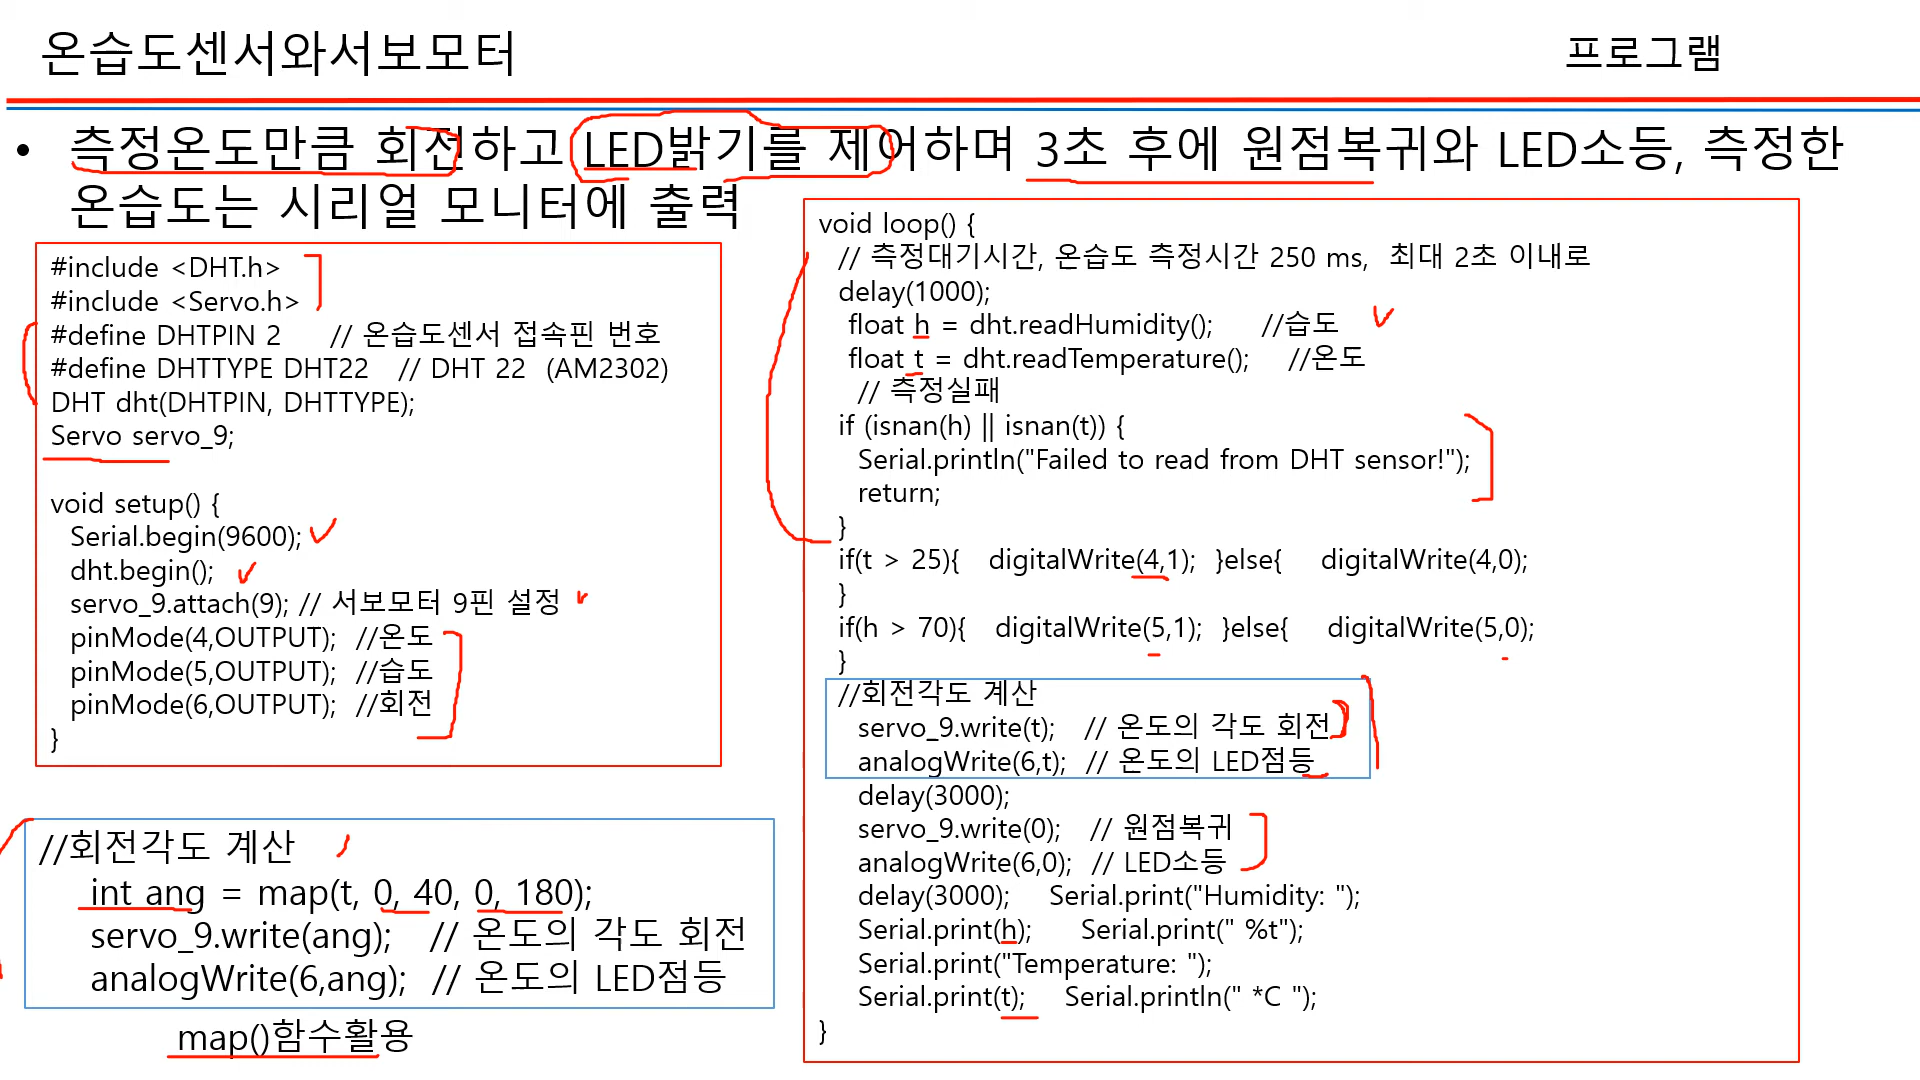 온습도센서와서보모터
프로그램
• 측정온도만큼 회전하고 LED밝기를 제어하며 3초 후에 원점복귀와 LED소등, 측정한
온습도는 시리얼 모니터에 출력
#include <DHT.h>
#include <Servo.h>
#define DHTPIN 2 // 온습도센서 접속핀 번호
#define DHTTYPE DHT22 // DHT 22 (AM2302)
DHT dht(DHTPIN, DHTTYPE);
Servo servo_9;
void setup() {
Serial.begin(9600);
dht.begin();
servo_9.attach(9); // 서보모터 9핀 설정
pinMode(4,OUTPUT); //온도
pinMode(5,OUTPUT); //습도
pinMode(6,OUTPUT); //회전
}
//회전각도 계산
int ang = map(t, 0, 40, 0, 180);
servo_9.write(ang); // 온도의 각도 회전
analogWrite(6,ang); // 온도의 LED점등
map()함수활용
void loop() {
// 측정대기시간, 온습도 측정시간 250 ms, 최대 2초 이내로
delay(1000);
float h = dht.readHumidity(); //습도
float t = dht.readTemperature(); //온도
// 측정실패
if (isnan(h) || isnan(t)) {
Serial.println("Failed to read from DHT sensor!");
return;
}
if(t > 25){ digitalWrite(4,1); }else{ digitalWrite(4,0);
}
if(h > 70){ digitalWrite(5,1); }else{ digitalWrite(5,0);
}
//회전각도 계산
servo_9.write(t); // 온도의 각도 회전
analogWrite(6,t); // 온도의 LED점등
delay(3000);
servo_9.write(0); // 원점복귀
analogWrite(6,0); // LED소등
delay(3000); Serial.print("Humidity: ");
Serial.print(h); Serial.print(" %t");
Serial.print("Temperature: ");
Serial.print(t); Serial.println(" *C ");
}